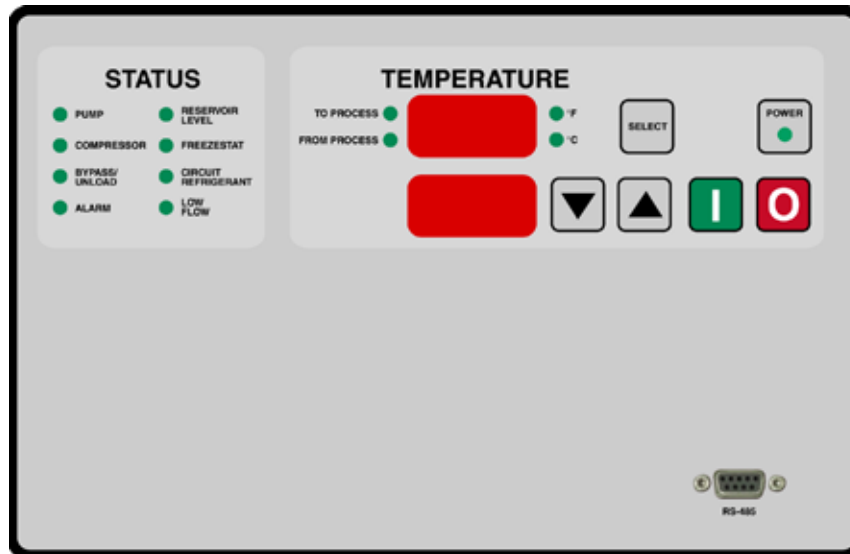 STATUS
PUMP
RESERVOIR
LEVEL
COMPRESSOR
FREEZESTAT
BYPASS/
UNLOAD
CIRCUIT
REFRIGERANT
ALARM
LOW
FLOW
TEMPERATURE
TO PROCESS
°F
FROM PROCESS
°C
SELECT
POWER
I
O
RS-485